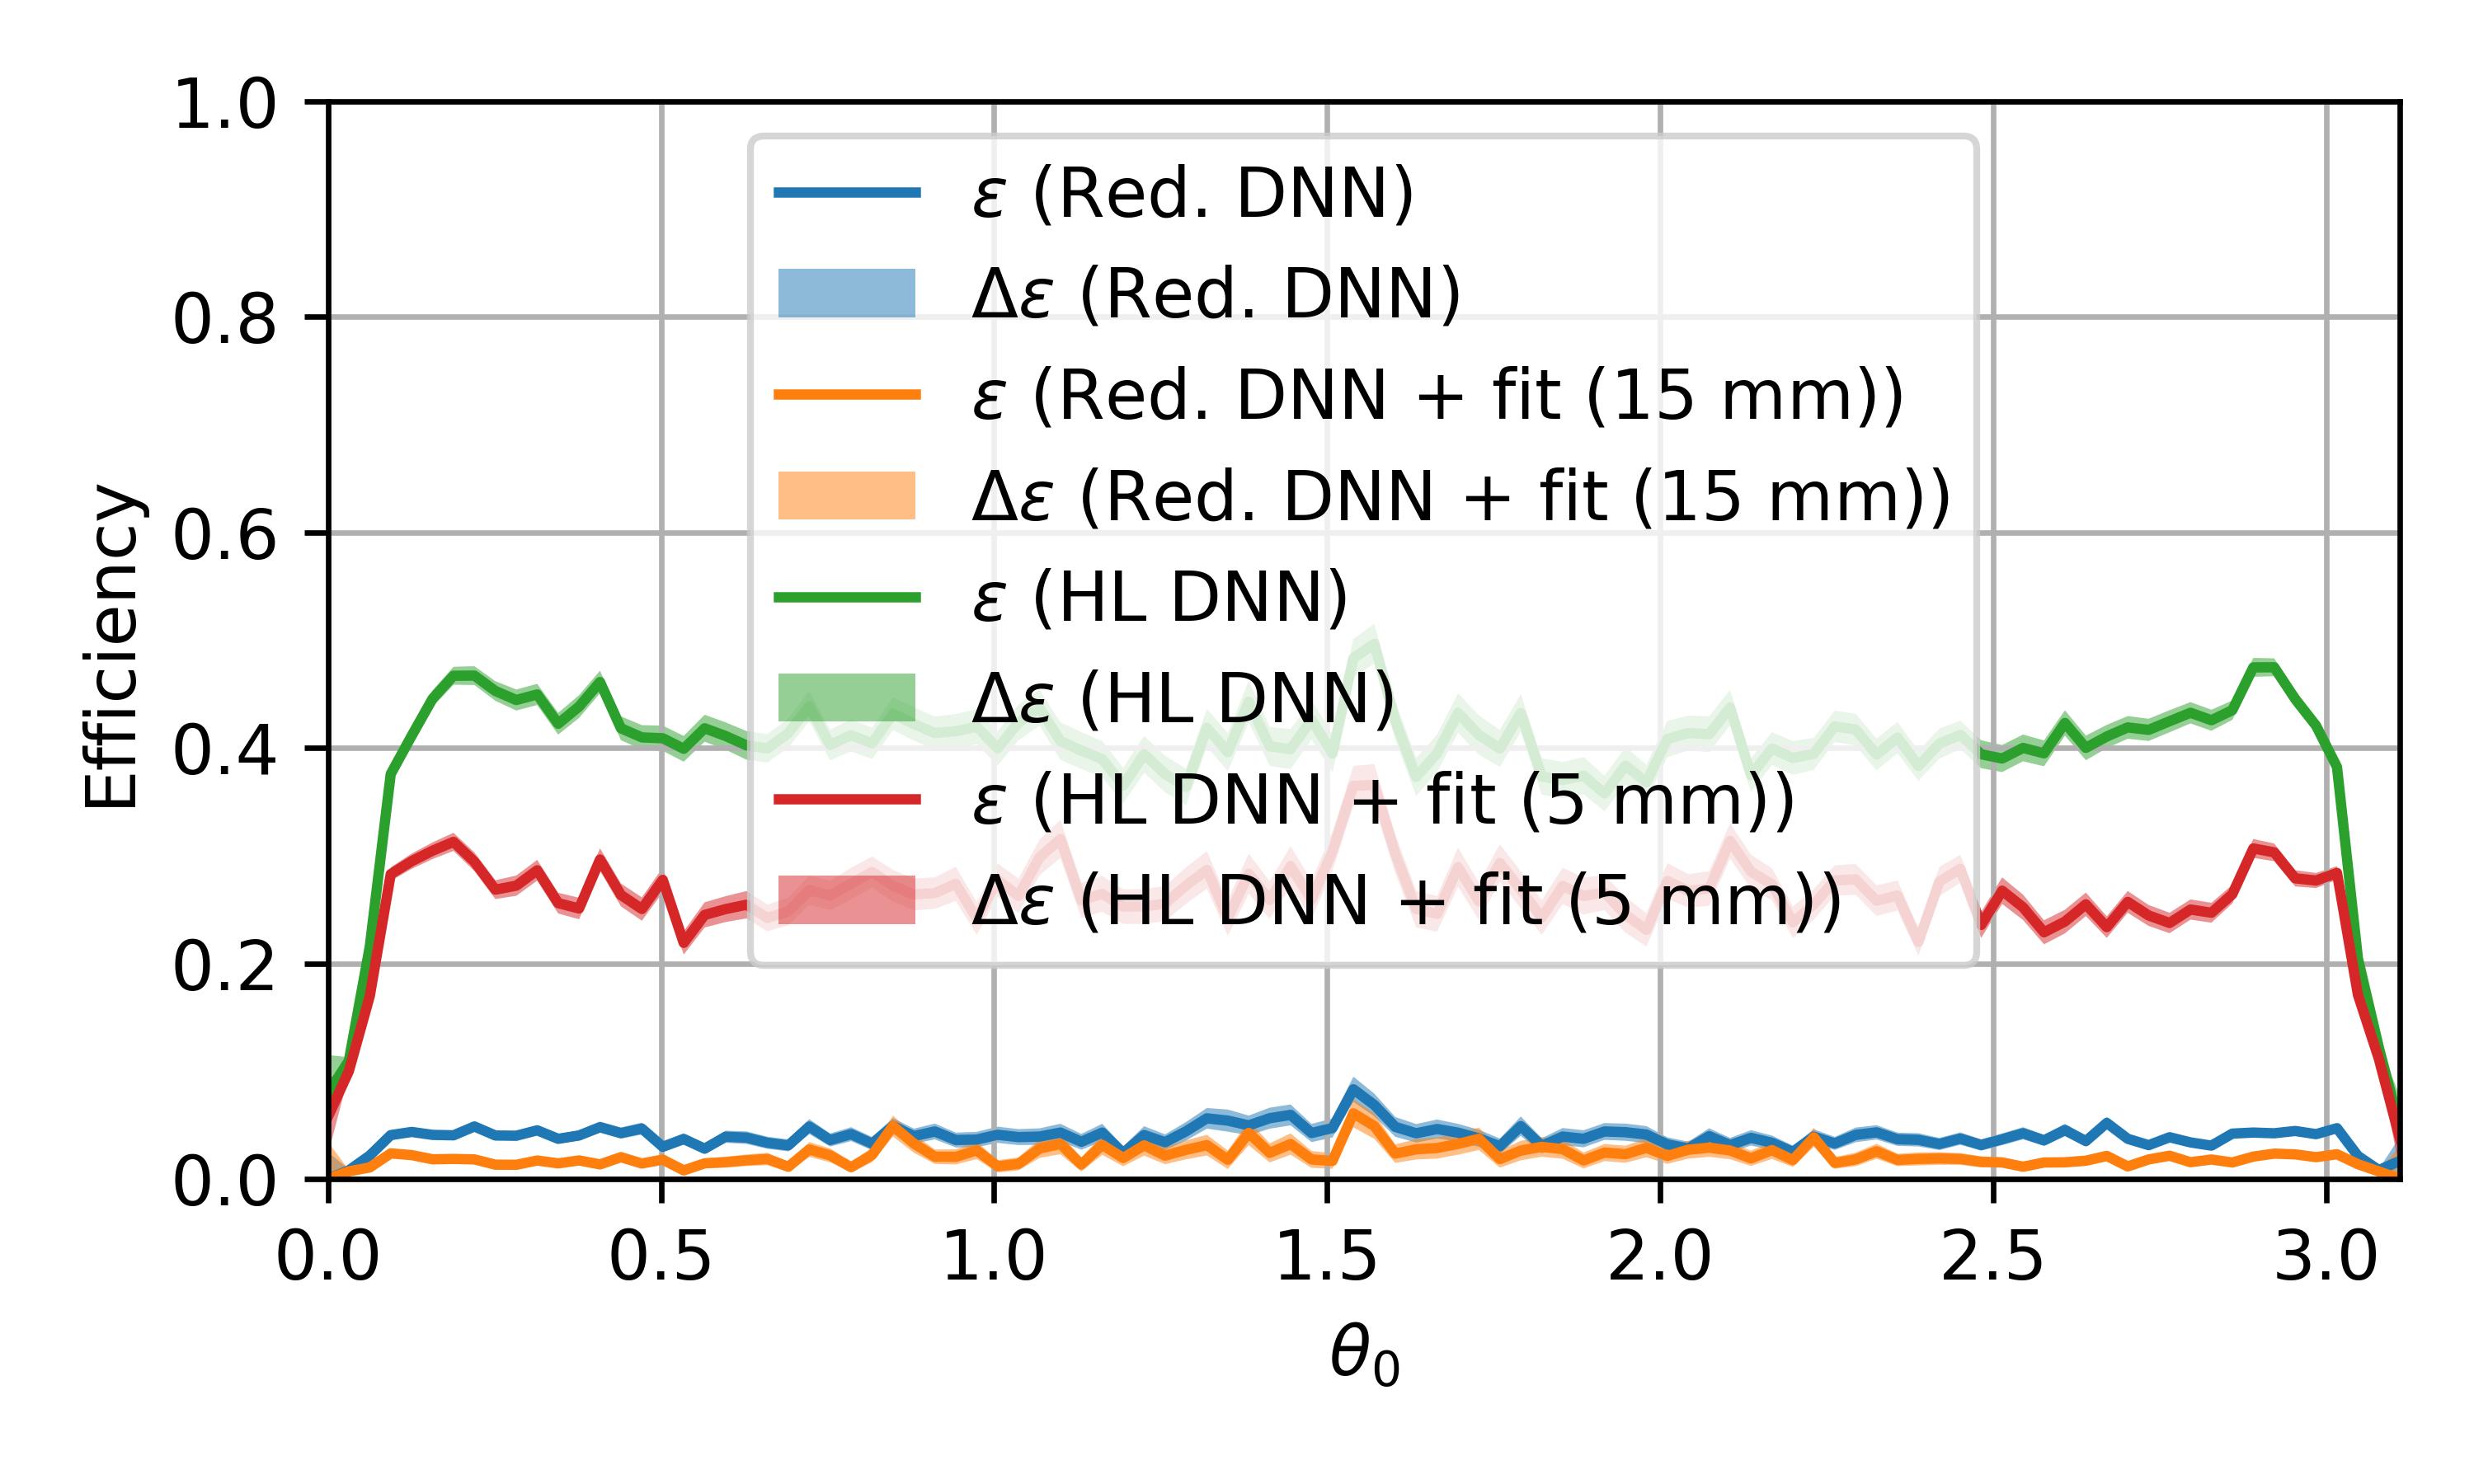 1.0
0.8
0.6
0.4
0.2
0.0
Efficiency
ε (Red. DNN)
Δε (Red. DNN)
ε (Red. DNN + fit (15 mm))
Δε (Red. DNN + fit (15 mm))
ε (HL DNN)
Δε (HL DNN)
ε (HL DNN + fit (5 mm))
Δε (HL DNN + fit (5 mm))
0.0 0.5 1.0 1.5 2.0 2.5 3.0
θ₀